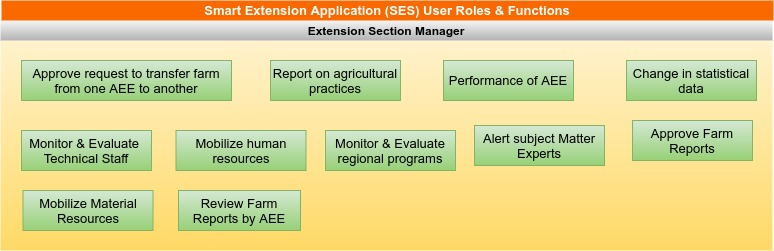 Smart Extension Application (SES) User Roles & Functions
Extension Section Manager
Approve request to transfer farm
from one AEE to another
Report on agricultural
practices
Performance of AEE
Change in statistical
data
Monitor & Evaluate
Technical Staff
Mobilize human
resources
Monitor & Evaluate
regional programs
Alert subject Matter
Experts
Approve Farm
Reports
Mobilize Material
Resources
Review Farm
Reports by AEE